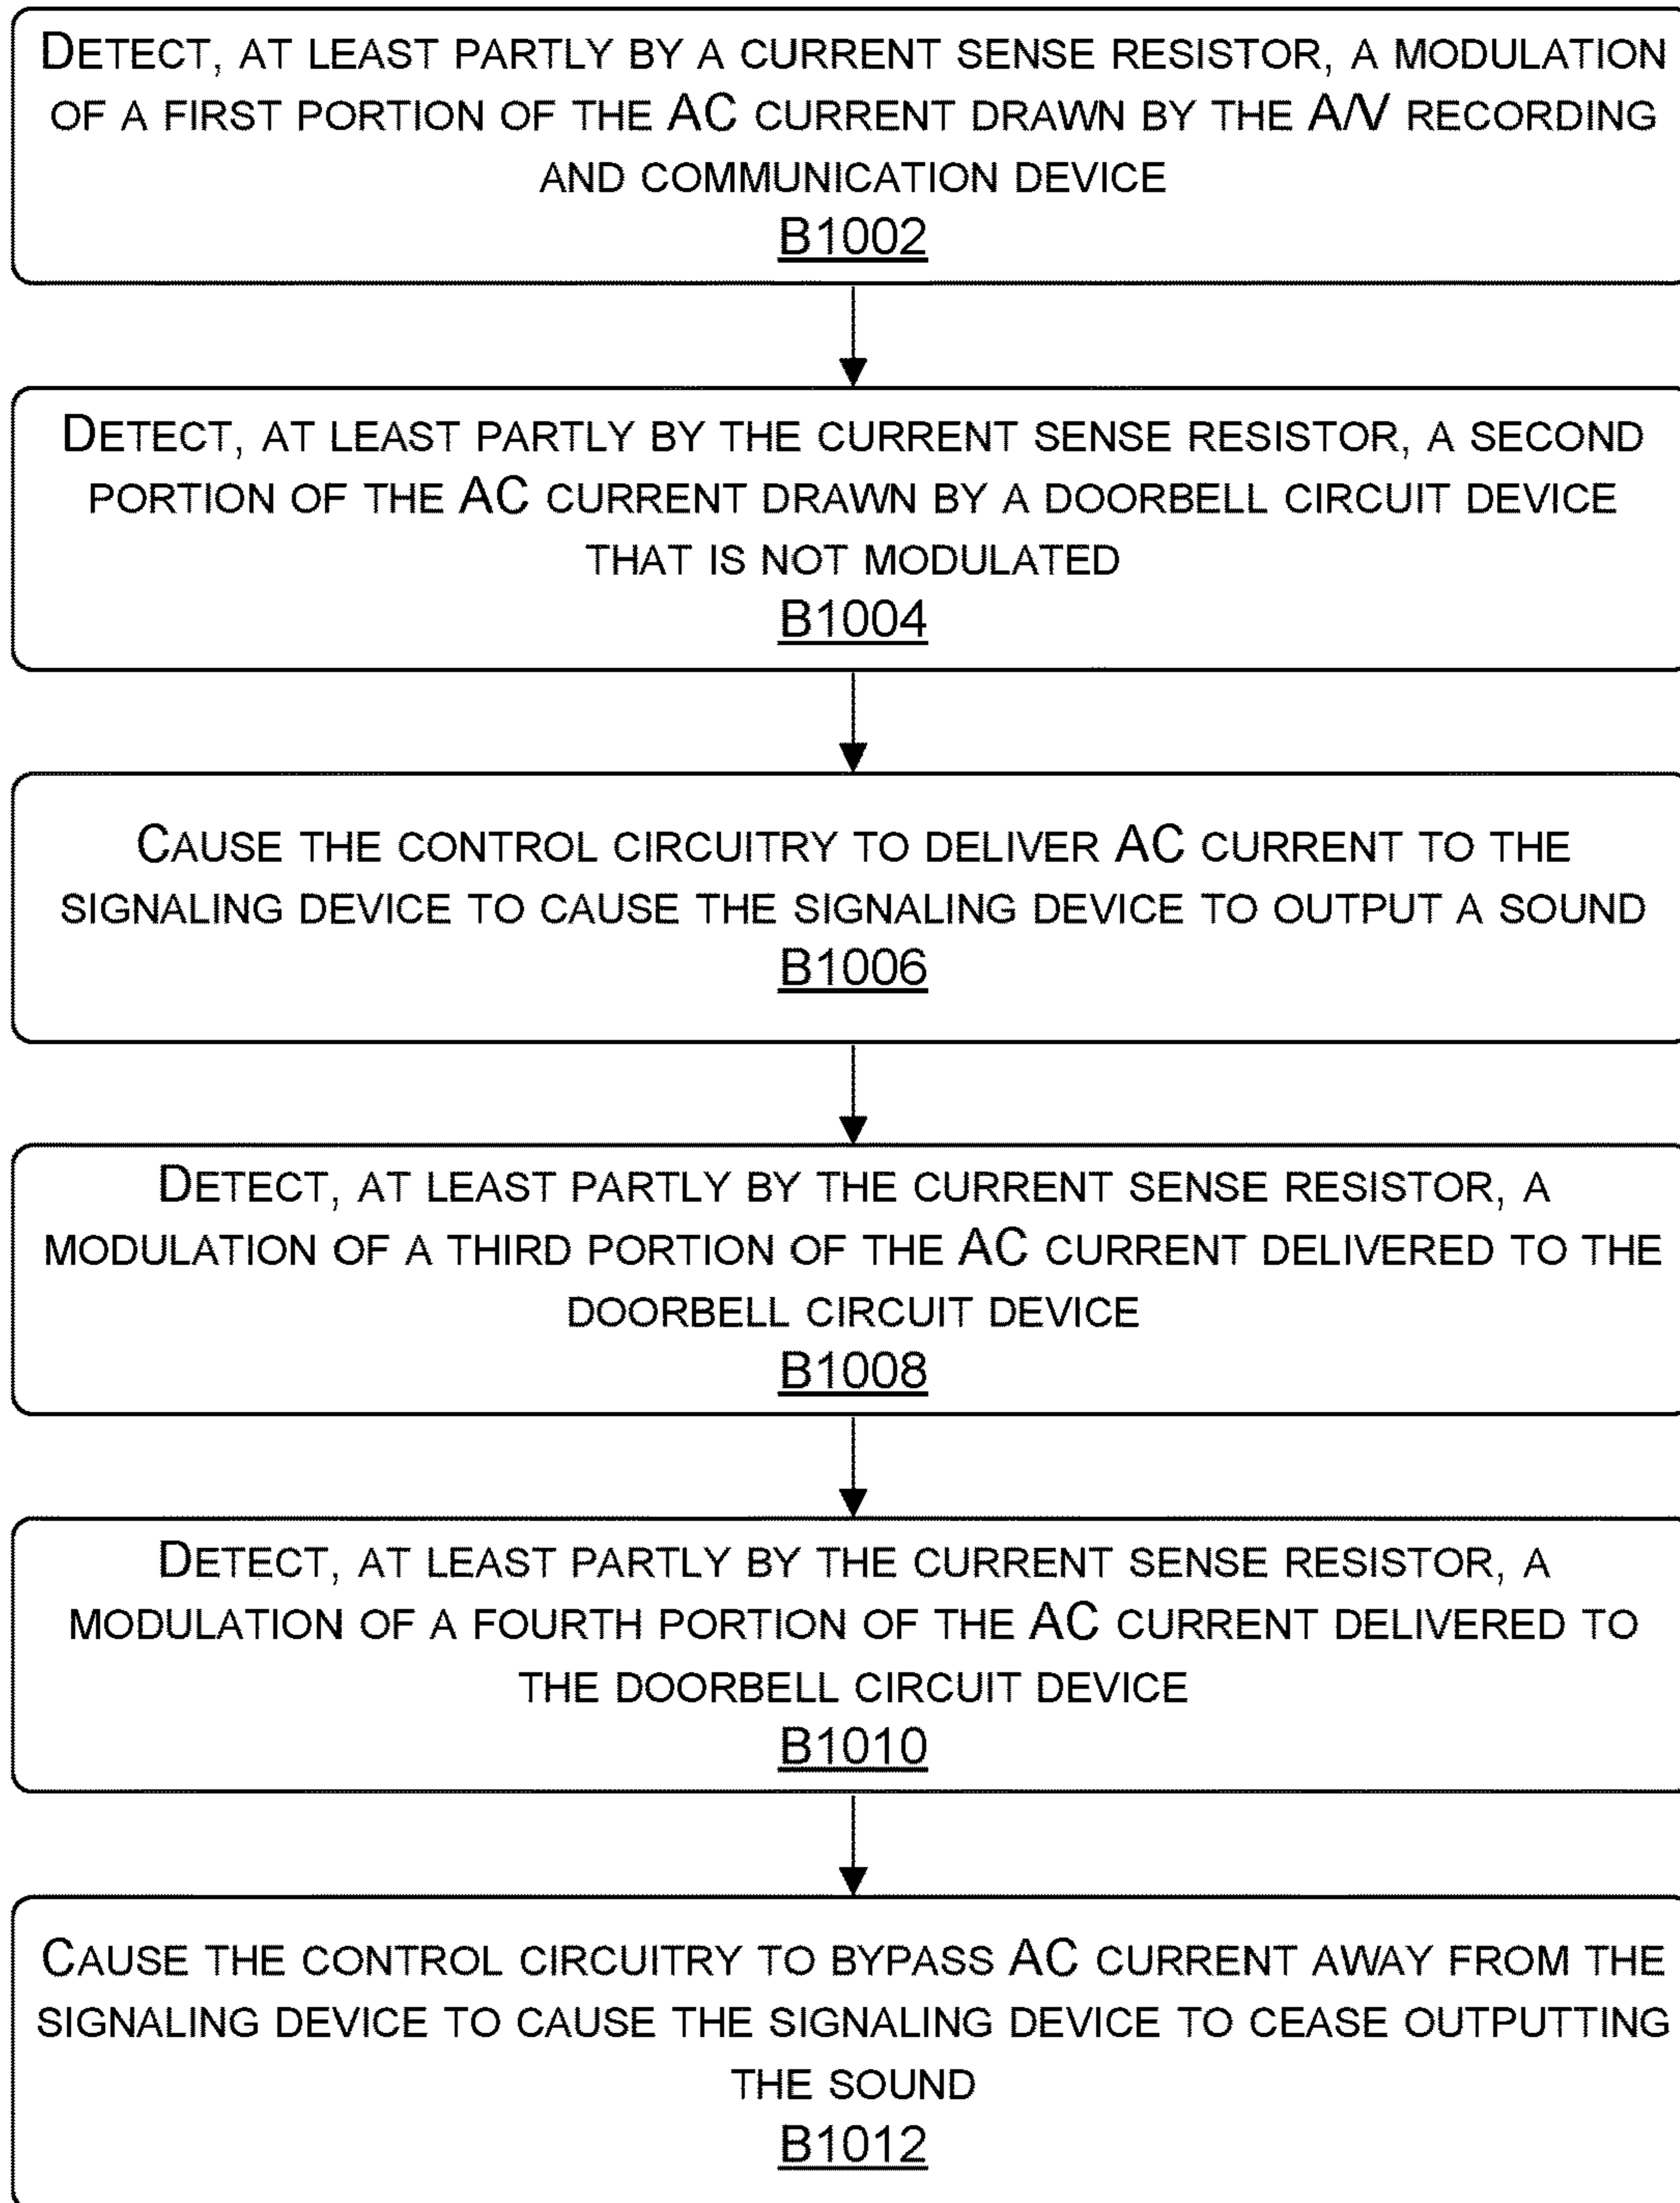 DETECT, AT LEAST PARTLY BY A CURRENT SENSE RESISTOR, A MODULATION
OF A FIRST PORTION OF THE AC CURRENT DRAWN BY THE A/V RECORDING
AND COMMUNICATION DEVICE
B1002
DETECT, AT LEAST PARTLY BY THE CURRENT SENSE RESISTOR, A SECOND
PORTION OF THE AC CURRENT DRAWN BY A DOORBELL CIRCUIT DEVICE
THAT IS NOT MODULATED
B1004
CAUSE THE CONTROL CIRCUITRY TO DELIVER AC CURRENT TO THE
SIGNALING DEVICE TO CAUSE THE SIGNALING DEVICE TO OUTPUT A SOUND
B1006
DETECT, AT LEAST PARTLY BY THE CURRENT SENSE RESISTOR, A
MODULATION OF A THIRD PORTION OF THE AC CURRENT DELIVERED TO THE
DOORBELL CIRCUIT DEVICE
B1008
DETECT, AT LEAST PARTLY BY THE CURRENT SENSE RESISTOR, A
MODULATION OF A FOURTH PORTION OF THE AC CURRENT DELIVERED TO
THE DOORBELL CIRCUIT DEVICE
B1010
CAUSE THE CONTROL CIRCUITRY TO BYPASS AC CURRENT AWAY FROM THE
SIGNALING DEVICE TO CAUSE THE SIGNALING DEVICE TO CEASE OUTPUTTING
THE SOUND
B1012